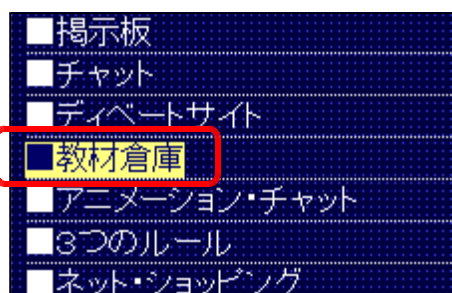 ■掲示板
■チャット
■ディベートサイト
■教材倉庫
■アニメーション・チャット
■3つのルール
■ネット・ショッピング